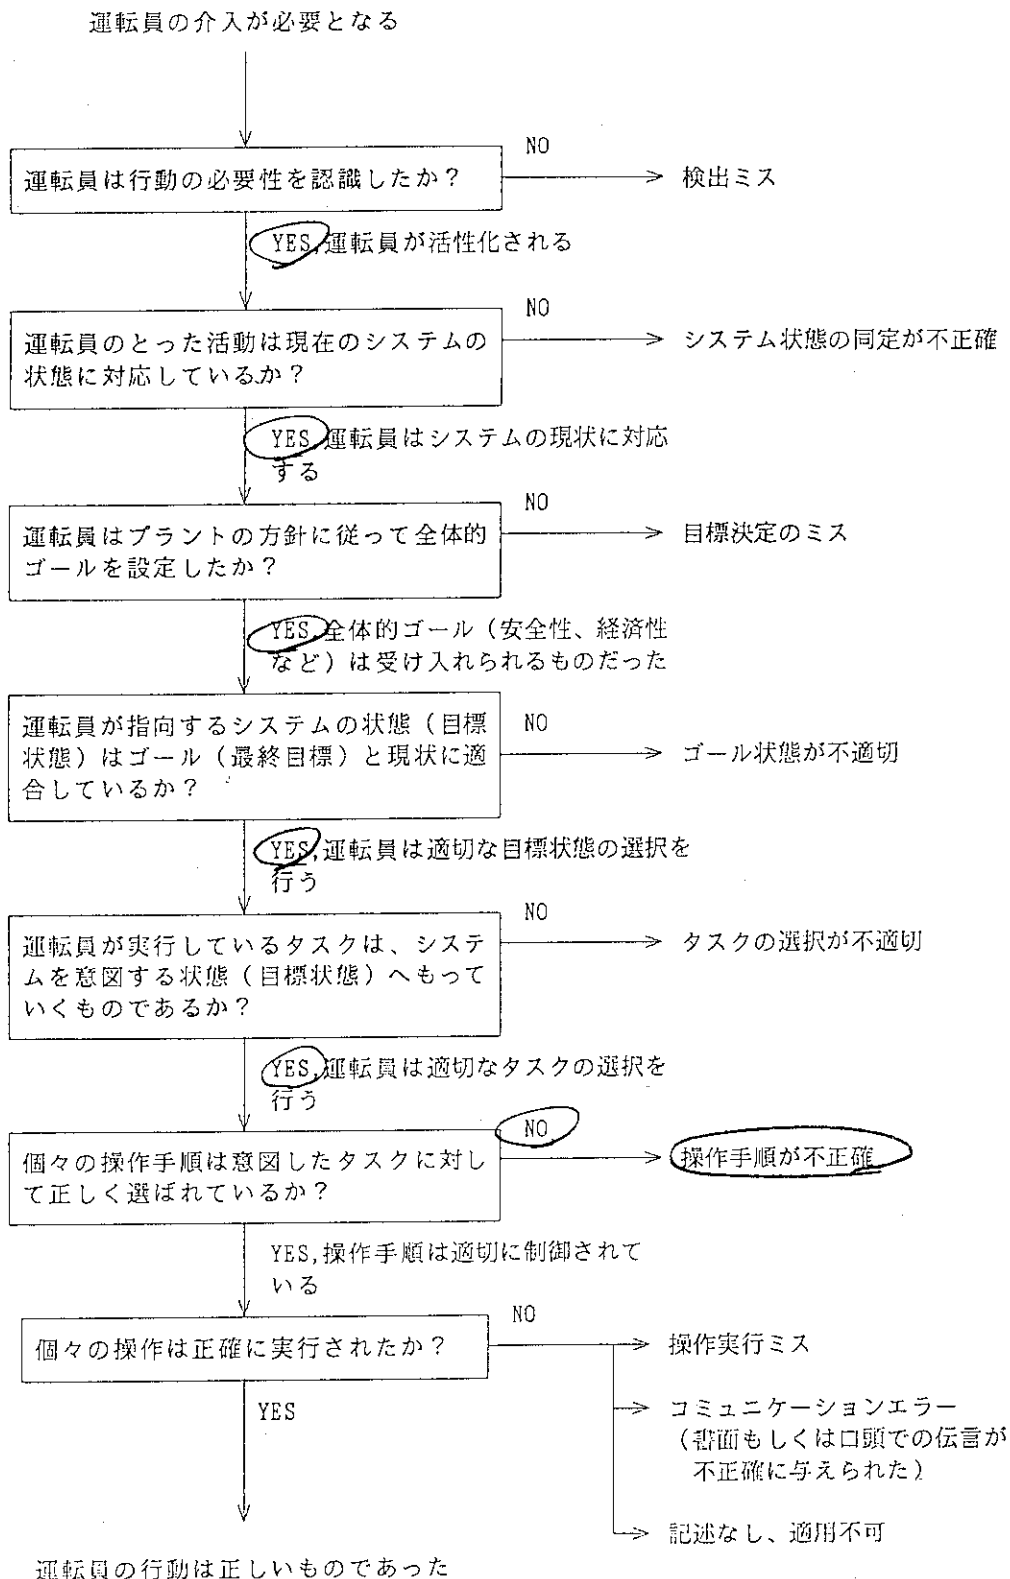 運転員の介入が必要となる
NO
運転員は行動の必要性を認識したか？
検出ミス
YES,運転員が活性化される
NO
運転員のとった活動は現在のシステムの
状態に対応しているか？
システム状態の同定が不正確
YES,運転員はシステムの現状に対応
する
NO
運転員はプラントの方針に従って全体的
ゴールを設定したか？
目標決定のミス
YES,全体的ゴール（安全性、経済性
など）は受け入れられるものだった
NO
運転員が指向するシステムの状態（目標
状態）はゴール（最終目標）と現状に適
合しているか？
ゴール状態が不適切
YES,運転員は適切な目標状態の選択を
行う
NO
運転員が実行しているタスクは、システ
ムを意図する状態（目標状態）へもって
いくものであるか？
タスクの選択が不適切
YES,運転員は適切なタスクの選択を
行う
NO
個々の操作手順は意図したタスクに対し
て正しく選ばれているか？
操作手順が不正確
YES,操作手順は適切に制御されて
いる
NO
個々の操作は正確に実行されたか？
操作実行ミス
YES
コミュニケーションエラー
（書面もしくは口頭での伝言が
不正確に与えられた）
記述なし、適用不可
運転員の行動は正しいものであった